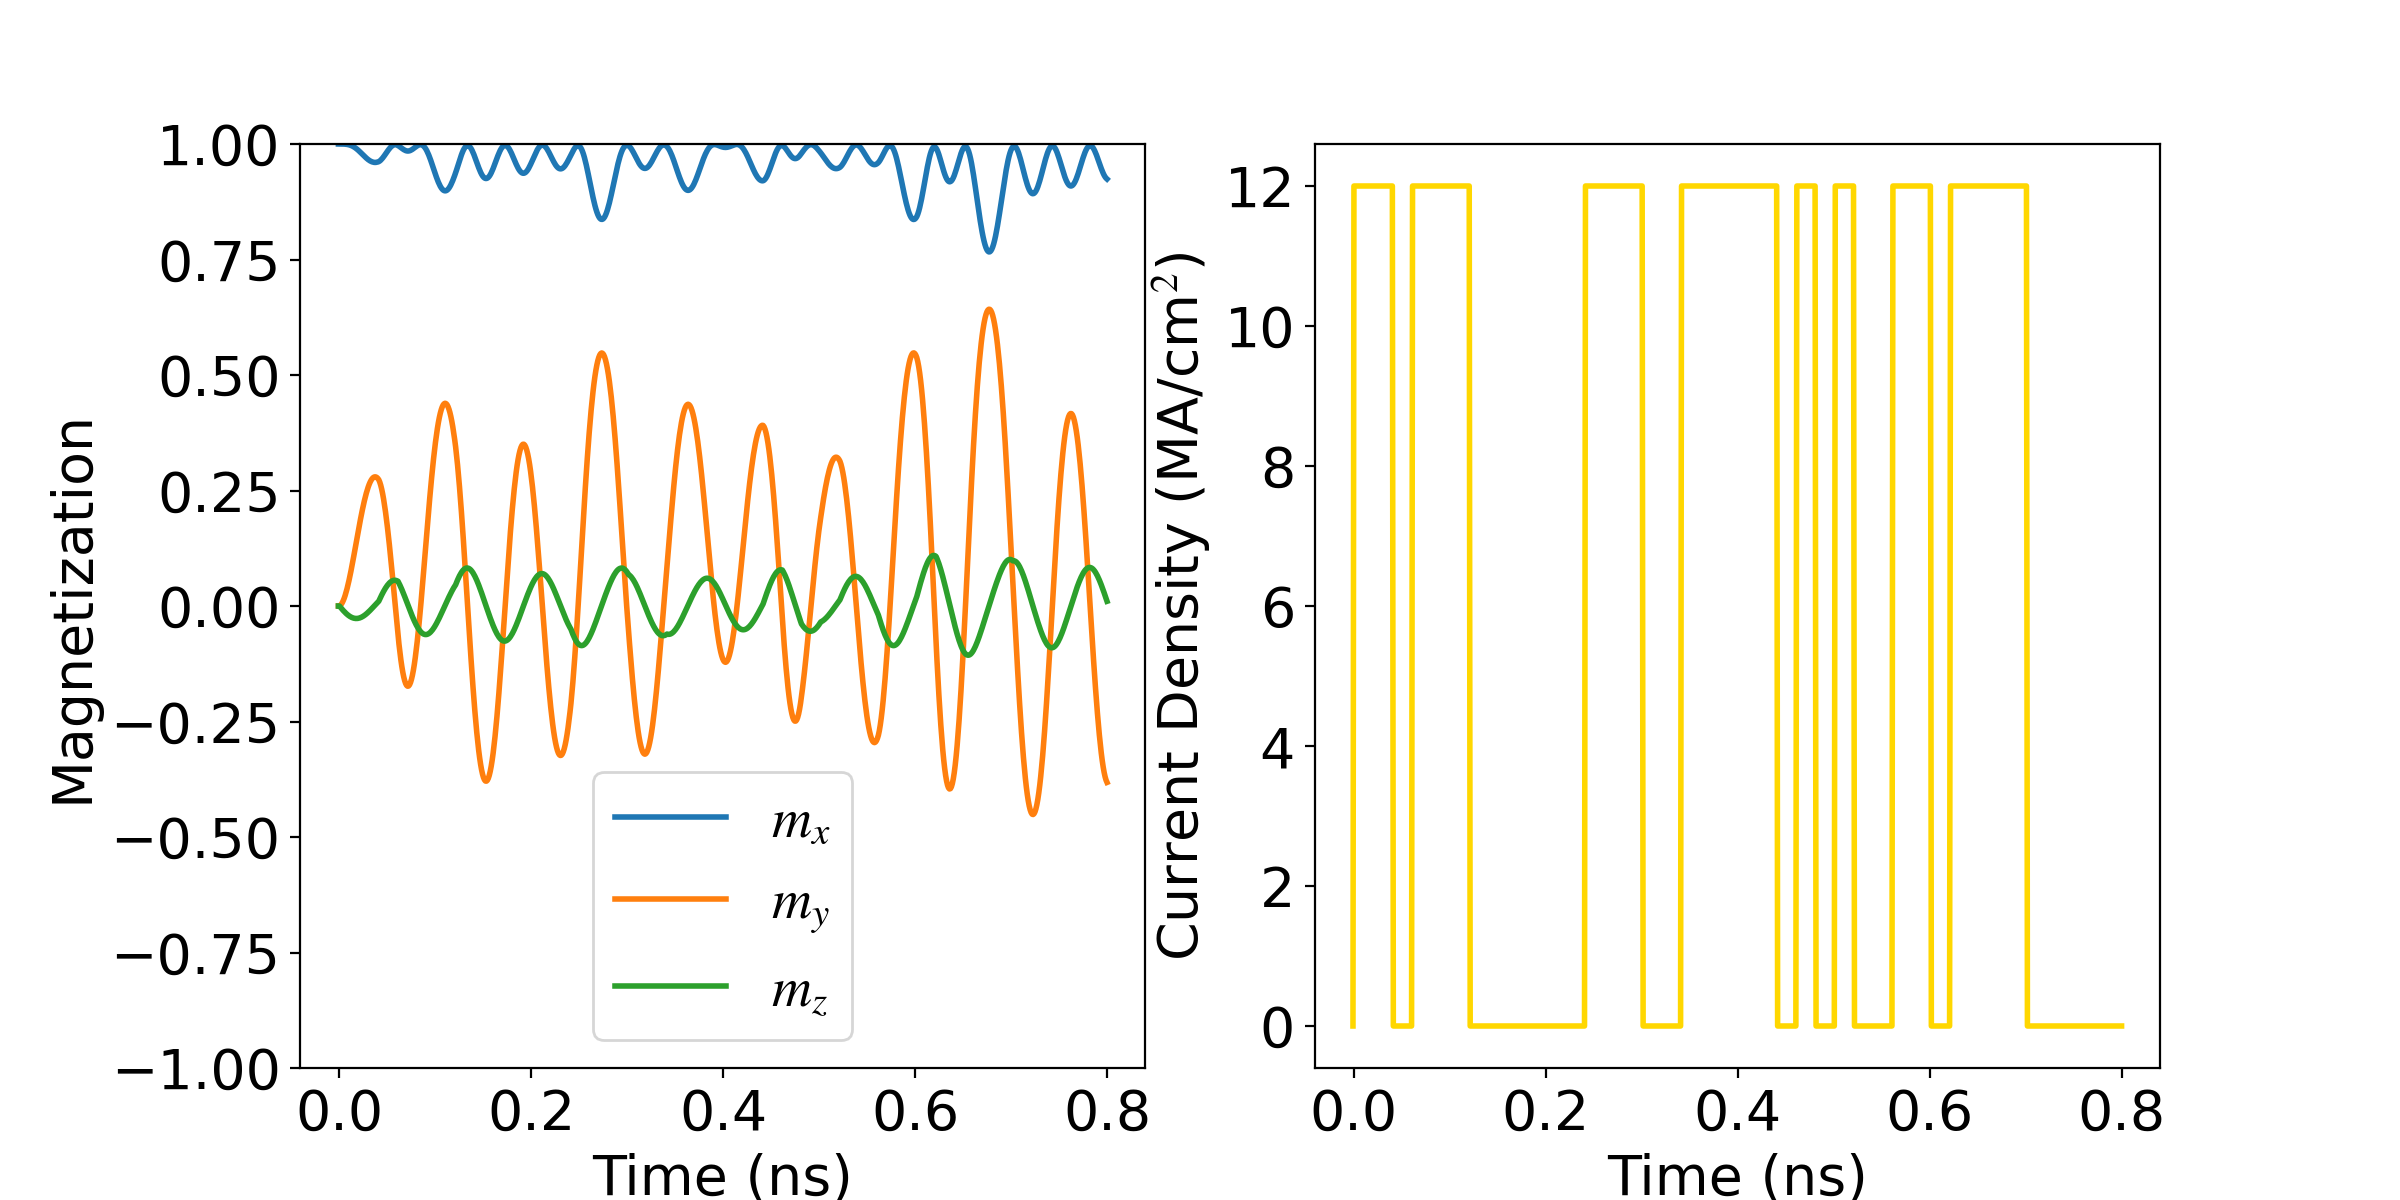 Magnetization
1.00
0.75
0.50
0.25
0.00
−0.25
−0.50
−0.75
−1.00
0.0 0.2 0.4 0.6 0.8
Time (ns)
m_x
m_y
m_z
Current Density (MA/cm²)
12
10
8
6
4
2
0
0.0 0.2 0.4 0.6 0.8
Time (ns)